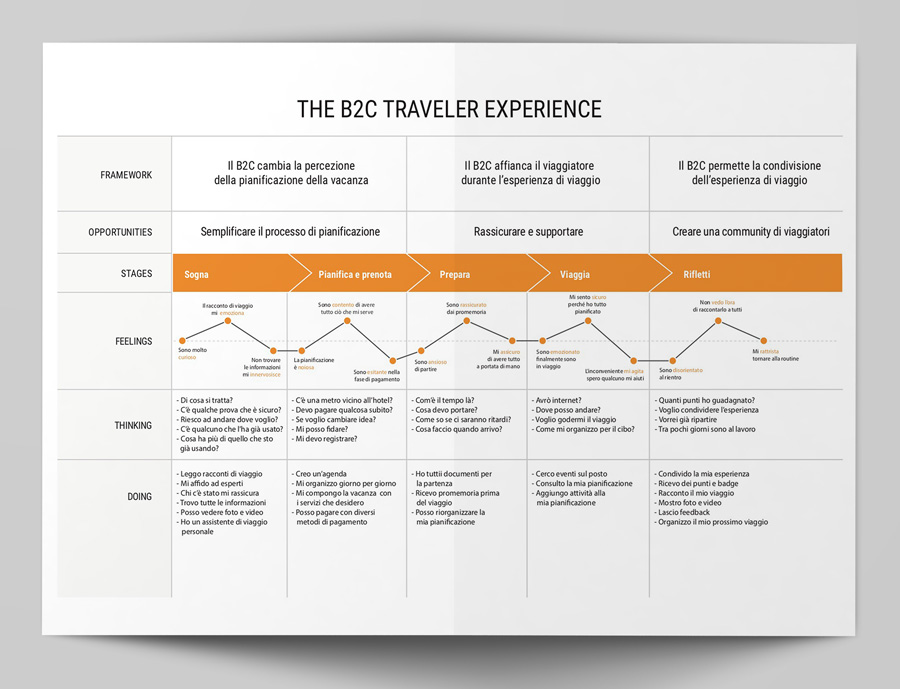 THE B2C TRAVELER EXPERIENCE
FRAMEWORK
Il B2C cambia la percezione
della pianificazione della vacanza
Il B2C affianca il viaggiatore
durante l'esperienza di viaggio
Il B2C permette la condivisione
dell'esperienza di viaggio
OPPORTUNITIES
Semplificare il processo di pianificazione
Rassicurare e supportare
Creare una community di viaggiatori
STAGES
Sogna
Pianifica e prenota
Prepara
Viaggia
Rifletti
FEELINGS
Sono molto
curioso
Il racconto di viaggio
mi emoziona
Non trovare
le informazioni
mi innervosisce
La pianificazione
è noiosa
Sono contento di avere
tutto ciò che mi serve
Sono esitante nella
fase di pagamento
Sono ansioso
di partire
Sono rassicurato
dai promemoria
Mi assicuro
di avere tutto
a portata di mano
Sono emozionato
finalmente sono
in viaggio
Mi sento sicuro
perché ho tutto
pianificato
L'inconveniente mi agita
spero qualcuno mi aiuti
Sono disorientato
al rientro
Non vedo l'ora
di raccontarlo a tutti
Mi rattrista
tornare alla routine
THINKING
- Di cosa si tratta?
- C'è qualche prova che è sicuro?
- Riesco ad andare dove voglio?
- C'è qualcuno che l'ha già usato?
- Cosa ha più di quello che sto
già usando?
- C'è una metro vicino all'hotel?
- Devo pagare qualcosa subito?
- Se voglio cambiare idea?
- Mi posso fidare?
- Mi devo registrare?
- Com'è il tempo là?
- Cosa devo portare?
- Come so se ci saranno ritardi?
- Cosa faccio quando arrivo?
- Avrò internet?
- Dove posso andare?
- Voglio godermi il viaggio
- Come mi organizzo per il cibo?
- Quanti punti ho guadagnato?
- Voglio condividere l'esperienza
- Vorrei già ripartire
- Tra pochi giorni sono al lavoro
DOING
- Leggo racconti di viaggio
- Mi affido ad esperti
- Chi c'è stato mi rassicura
- Trovo tutte le informazioni
- Posso vedere foto e video
- Ho un assistente di viaggio
personale
- Creo un'agenda
- Mi organizzo giorno per giorno
- Mi compongo la vacanza con
i servizi che desidero
- Posso pagare con diversi
metodi di pagamento
- Ho tuttii documenti per
la partenza
- Ricevo promemoria prima
del viaggio
- Posso riorganizzare la
mia pianificazione
- Cerco eventi sul posto
- Consulto la mia pianificazione
- Aggiungo attività alla
mia pianificazione
- Condivido la mia esperienza
- Ricevo dei punti e badge
- Racconto il mio viaggio
- Mostro foto e video
- Lascio feedback
- Organizzo il mio prossimo viaggio